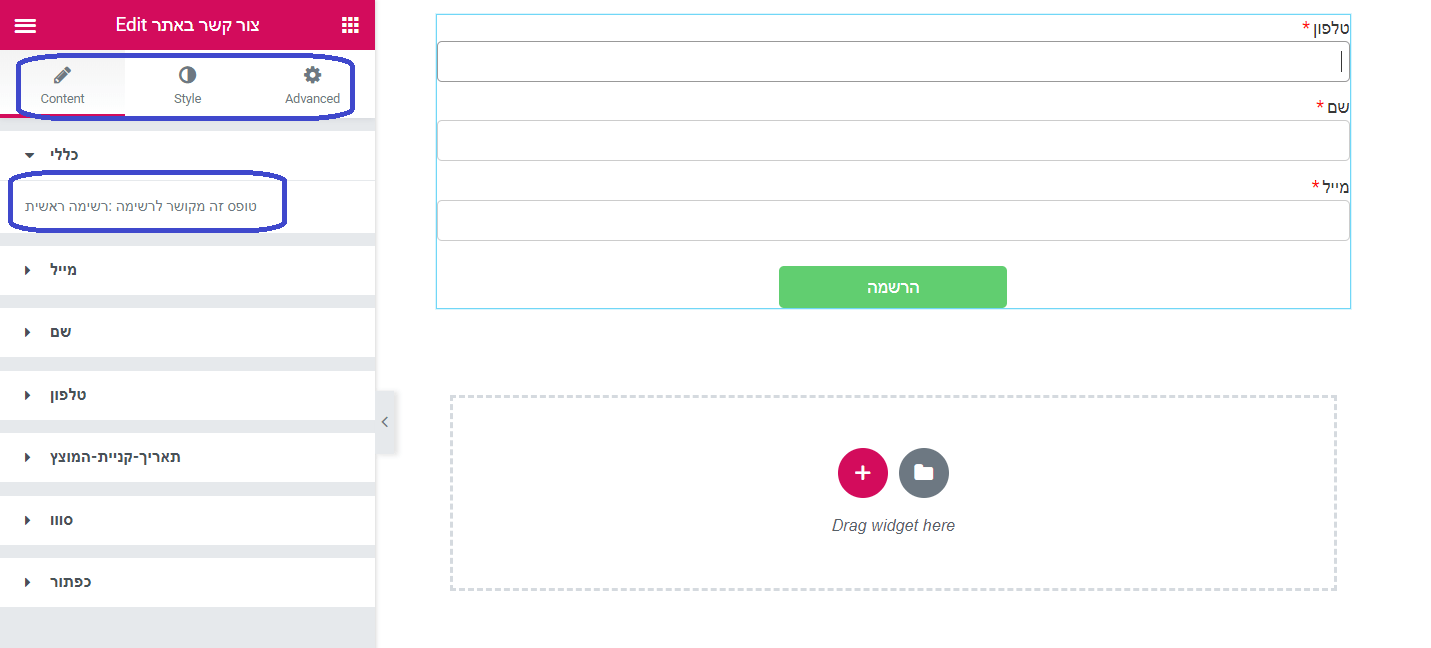 Edit צור קשר באתר
Content
Style
Advanced
כללי
טופס זה מקושר לרשימה :רשימה ראשית
מייל
שם
טלפון
תאריך-קניית-המוצץ
סווו
כפתור
טלפון *
שם *
מייל *
הרשמה
Drag widget here